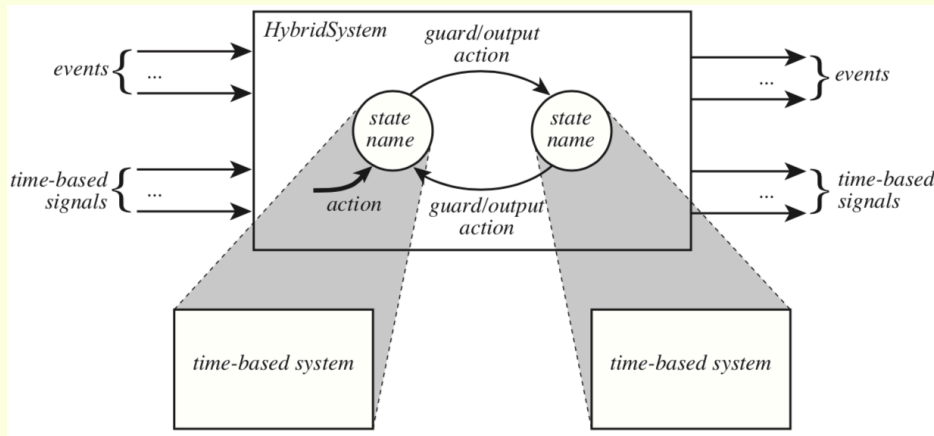 HybridSystem
guard/output
action
events
...
...
events
state
name
state
name
time-based
signals
...
...
time-based
signals
action
guard/output
action
time-based system
time-based system